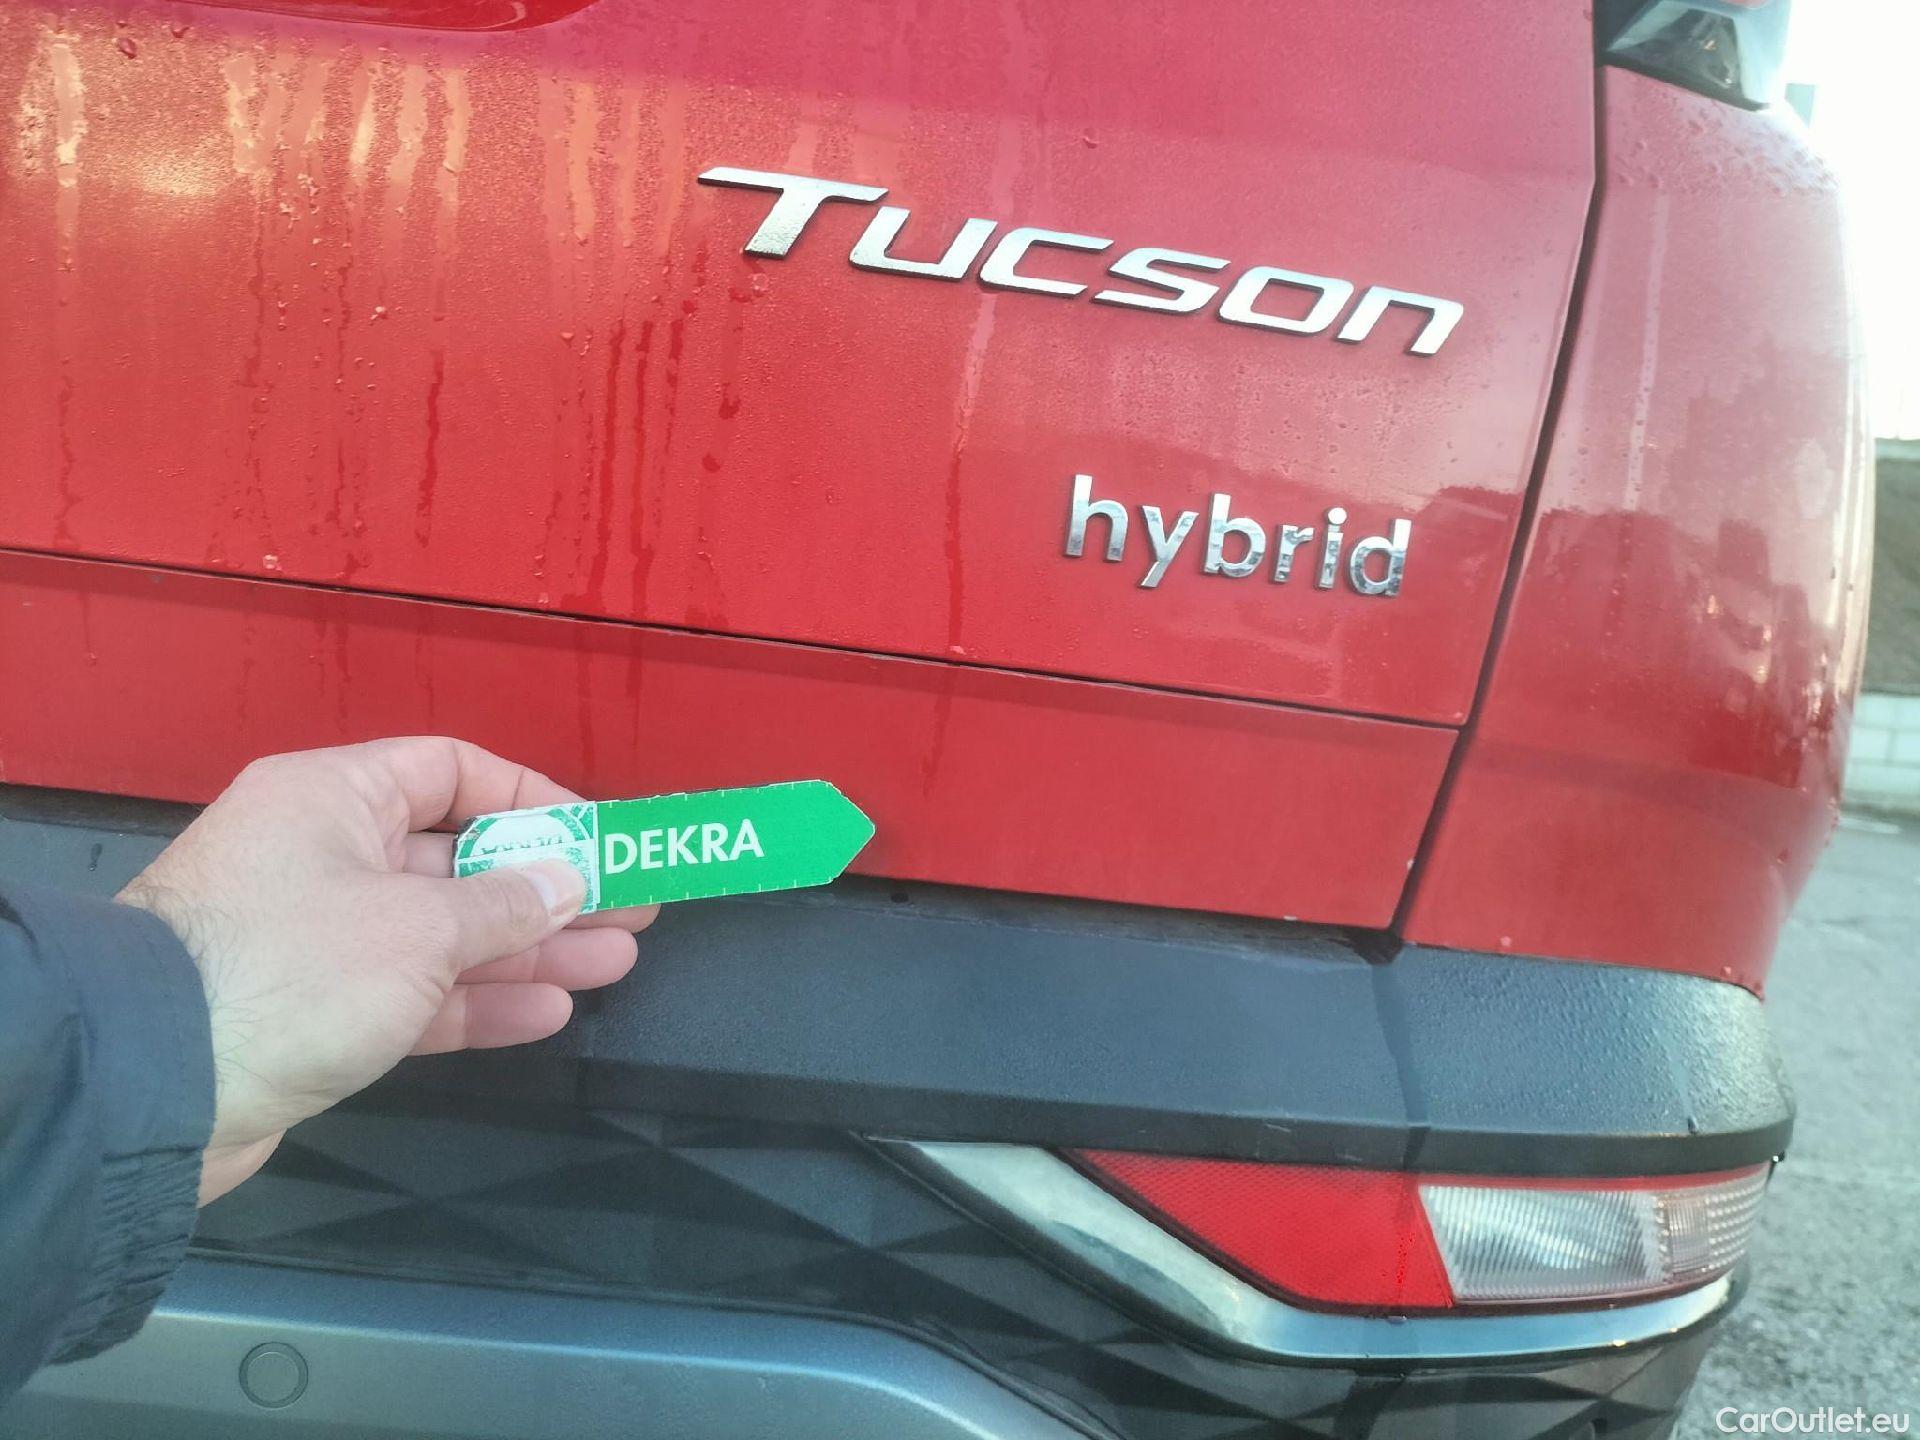 Tucson
hybrid
DEKRA
CarOutlet.eu